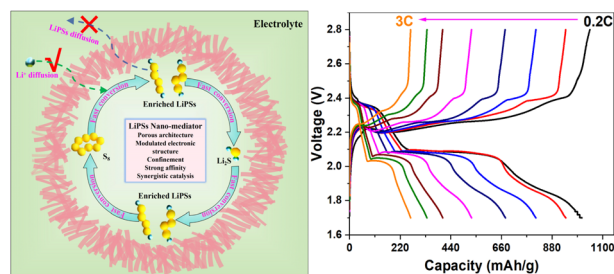 Electrolyte
LiPSs diffusion
Li⁺ diffusion
Enriched LiPSs
Fast conversion
Fast conversion
LiPSs Nano-mediator
Porous architecture
Modulated electronic
structure
Confinement
Strong affinity
Synergistic catalysis
S₈
Li₂S
Fast conversion
Fast conversion
Enriched LiPSs
3C
0.2C
Voltage (V)
2.8
2.6
2.4
2.2
2.0
1.8
1.6
0
220
440
660
880
1100
Capacity (mAh/g)